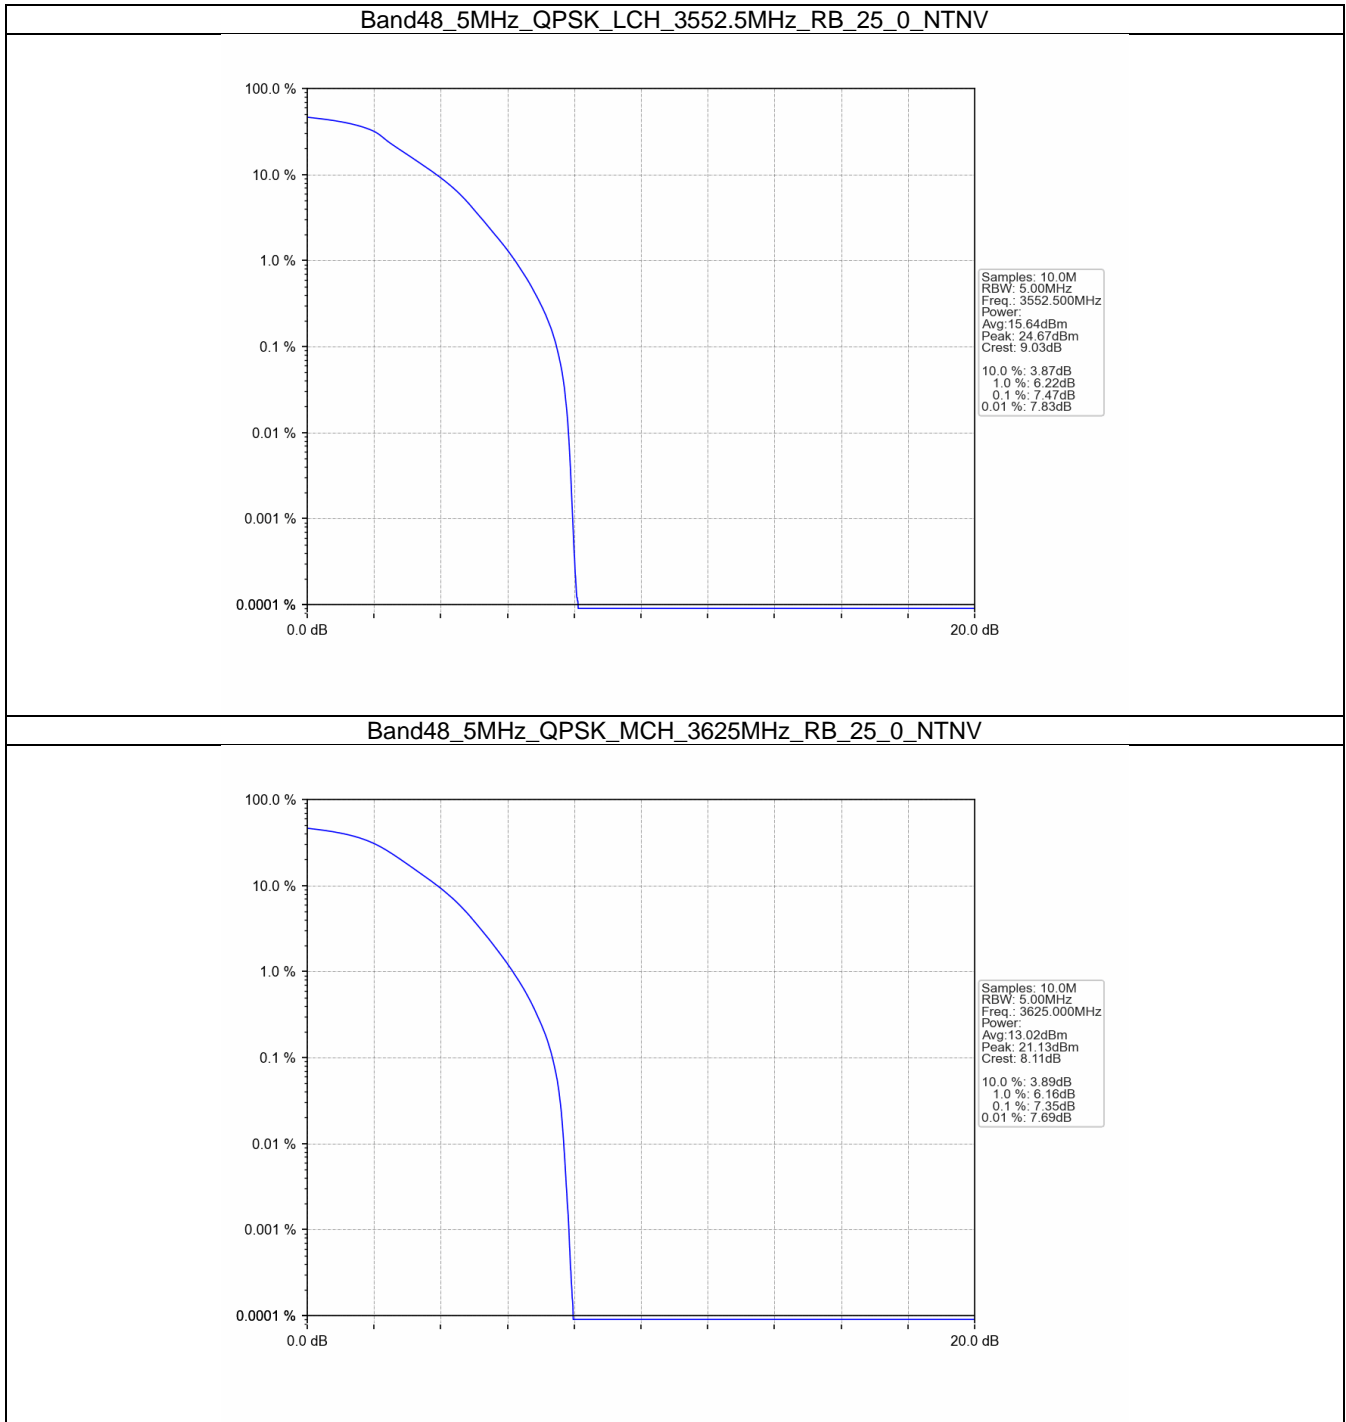 Band48_5MHz_QPSK_LCH_3552.5MHz_RB_25_0_NTNV
100.0 %
10.0 %
1.0 %
0.1 %
0.01 %
0.001 %
0.0001 %
0.0 dB
20.0 dB
Samples: 10.0M
RBW: 5.00MHz
Freq.: 3552.500MHz
Power:
Avg:15.64dBm
Peak: 24.67dBm
Crest: 9.03dB
10.0 %: 3.87dB
1.0 %: 6.22dB
0.1 %: 7.47dB
0.01 %: 7.83dB
Band48_5MHz_QPSK_MCH_3625MHz_RB_25_0_NTNV
100.0 %
10.0 %
1.0 %
0.1 %
0.01 %
0.001 %
0.0001 %
0.0 dB
20.0 dB
Samples: 10.0M
RBW: 5.00MHz
Freq.: 3625.000MHz
Power:
Avg:13.02dBm
Peak: 21.13dBm
Crest: 8.11dB
10.0 %: 3.89dB
1.0 %: 6.16dB
0.1 %: 7.35dB
0.01 %: 7.69dB